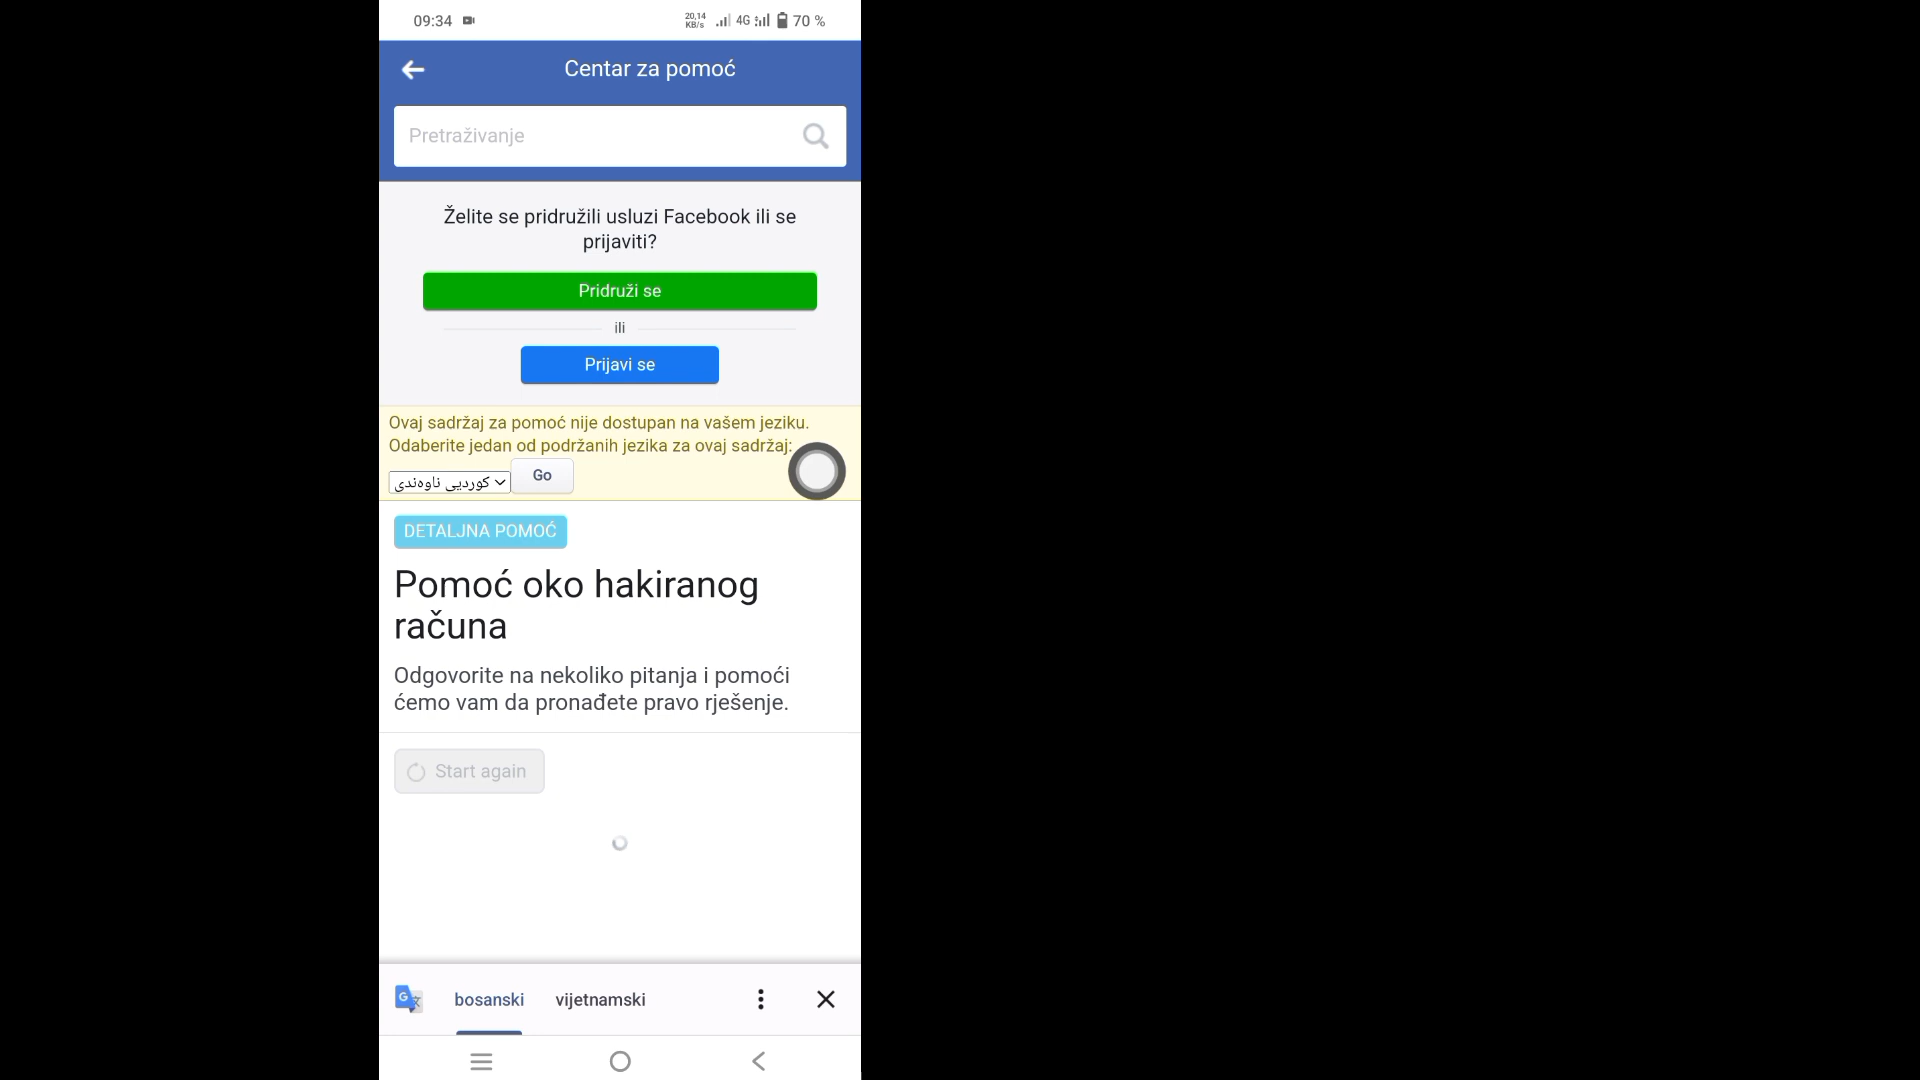 09:34
20,14
KB/s
4G
70 %
Centar za pomoć
Pretraživanje
Želite se pridružili usluzi Facebook ili se
prijaviti?
Pridruži se
ili
Prijavi se
Ovaj sadržaj za pomoć nije dostupan na vašem jeziku.
Odaberite jedan od podržanih jezika za ovaj sadržaj:
کوردیی ناوەندی
Go
DETALJNA POMOĆ
Pomoć oko hakiranog
računa
Odgovorite na nekoliko pitanja i pomoći
ćemo vam da pronađete pravo rješenje.
Start again
bosanski
vijetnamski